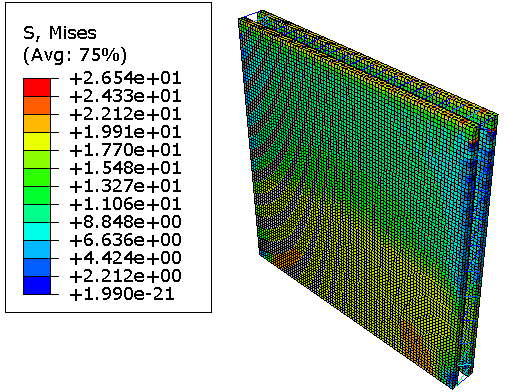 S, Mises
(Avg: 75%)
+2.654e+01
+2.433e+01
+2.212e+01
+1.991e+01
+1.770e+01
+1.548e+01
+1.327e+01
+1.106e+01
+8.848e+00
+6.636e+00
+4.424e+00
+2.212e+00
+1.990e-21